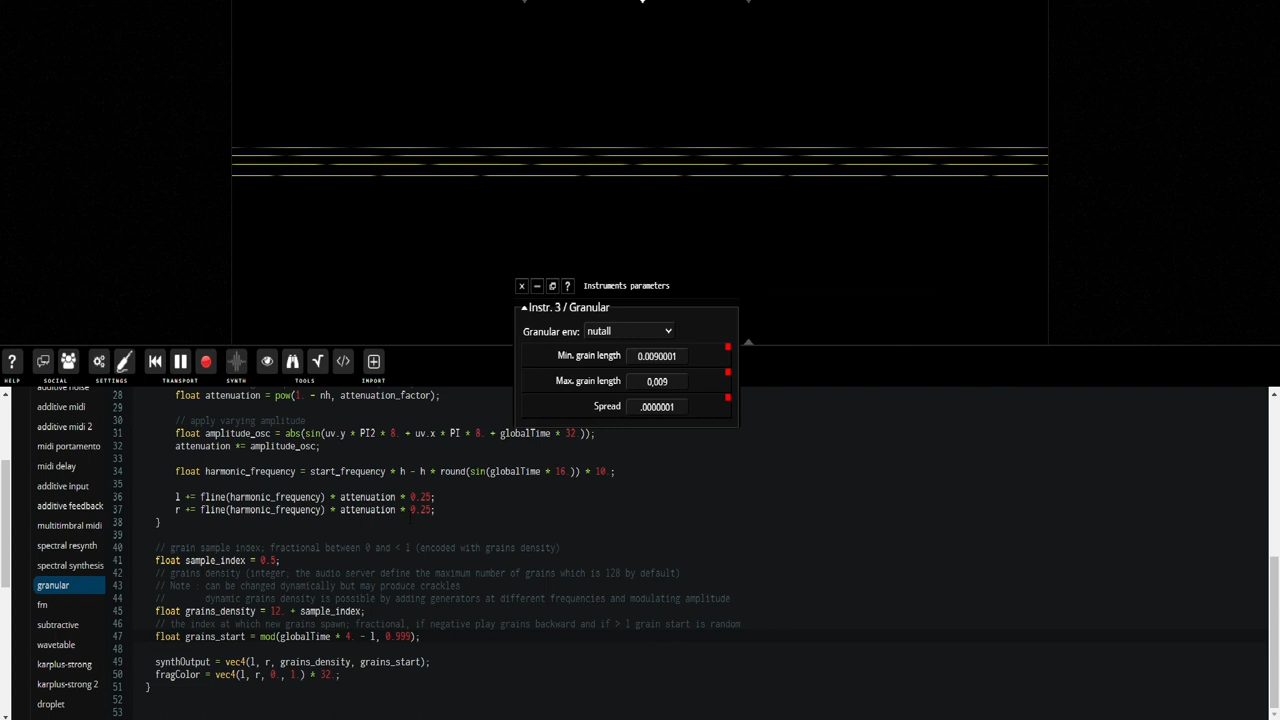 Instruments parameters
Instr. 3 / Granular
Granular env: nutall
Min. grain length 0.0090001
Max. grain length 0,009
Spread .0000001
HELP SOCIAL SETTINGS TRANSPORT SYNTH TOOLS IMPORT
additive noise
additive midi
additive midi 2
midi portamento
midi delay
additive input
additive feedback
multitimbral midi
spectral resynth
spectral synthesis
granular
fm
subtractive
wavetable
karplus-strong
karplus-strong 2
droplet
28 float attenuation = pow(1. - nh, attenuation_factor);
29
30 // apply varying amplitude
31 float amplitude_osc = abs(sin(uv.y * PI2 * 8. + uv.x * PI * 8. + globalTime * 32.));
32 attenuation *= amplitude_osc;
33
34 float harmonic_frequency = start_frequency * h - h * round(sin(globalTime * 16.)) * 10.;
35
36 l += fline(harmonic_frequency) * attenuation * 0.25;
37 r += fline(harmonic_frequency) * attenuation * 0.25;
38 }
39
40 // grain sample index; fractional between 0 and < 1 (encoded with grains density)
41 float sample_index = 0.5;
42 // grains density (integer; the audio server define the maximum number of grains which is 128 by default)
43 // Note : can be changed dynamically but may produce crackles
44 // dynamic grains density is possible by adding generators at different frequencies and modulating amplitude
45 float grains_density = 12. + sample_index;
46 // the index at which new grains spawn; fractional, if negative play grains backward and if > 1 grain start is random
47 float grains_start = mod(globalTime * 4. - l, 0.999);
48
49 synthOutput = vec4(l, r, grains_density, grains_start);
50 fragColor = vec4(l, r, 0., 1.) * 32.;
51 }
52
53